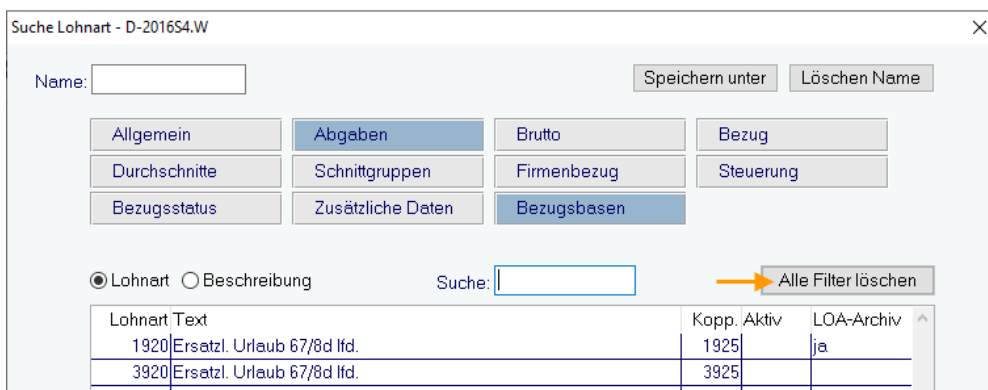 Suche Lohnart - D-2016S4.W
Name: Speichern unter Löschen Name
Allgemein Abgaben Brutto Bezug
Durchschnitte Schnittgruppen Firmenbezug Steuerung
Bezugsstatus Zusätzliche Daten Bezugsbasen
Lohnart Beschreibung Suche: Alle Filter löschen
Lohnart Text Kopp. Aktiv LOA-Archiv
1920 Ersatzl. Urlaub 67/8d lfd. 1925 ja
3920 Ersatzl. Urlaub 67/8d lfd. 3925